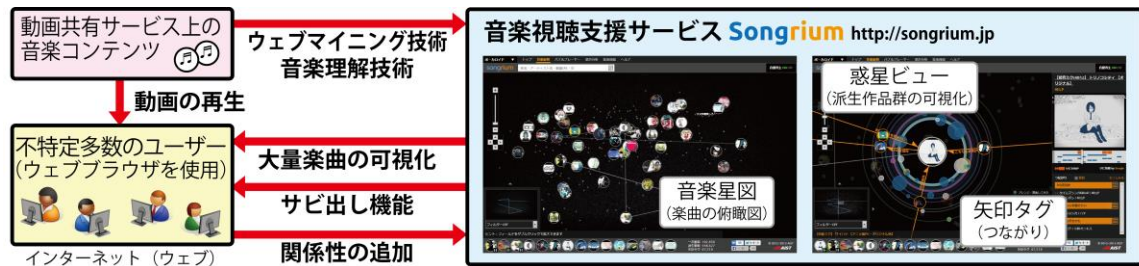 動画共有サービス上の
音楽コンテンツ
動画の再生
不特定多数のユーザー
(ウェブブラウザを使用)
インターネット（ウェブ）
ウェブマイニング技術
音楽理解技術
大量楽曲の可視化
サビ出し機能
関係性の追加
音楽視聴支援サービス Songrium http://songrium.jp
音楽星図
(楽曲の俯瞰図)
惑星ビュー
(派生作品群の可視化)
矢印タグ
(つながり)